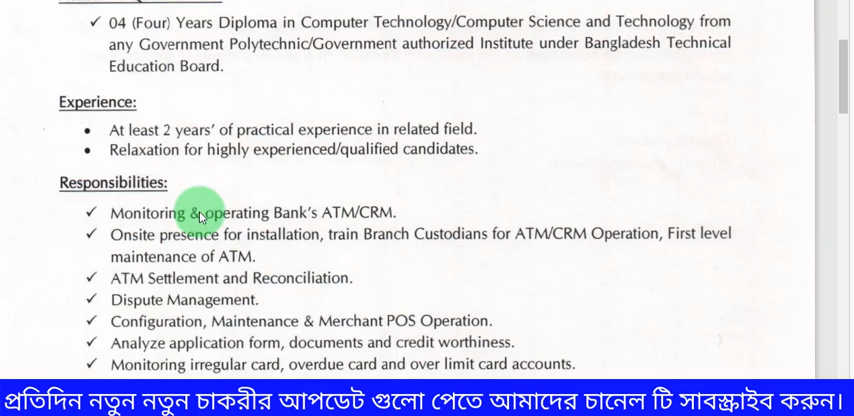 ✓ 04 (Four) Years Diploma in Computer Technology/Computer Science and Technology from
any Government Polytechnic/Government authorized Institute under Bangladesh Technical
Education Board.
Experience:
• At least 2 years’ of practical experience in related field.
• Relaxation for highly experienced/qualified candidates.
Responsibilities:
✓ Monitoring & operating Bank’s ATM/CRM.
✓ Onsite presence for installation, train Branch Custodians for ATM/CRM Operation, First level
maintenance of ATM.
✓ ATM Settlement and Reconciliation.
✓ Dispute Management.
✓ Configuration, Maintenance & Merchant POS Operation.
✓ Analyze application form, documents and credit worthiness.
✓ Monitoring irregular card, overdue card and over limit card accounts.
প্রতিদিন নতুন নতুন চাকরীর আপডেট গুলো পেতে আমাদের চানেল টি সাবস্ক্রাইব করুন।